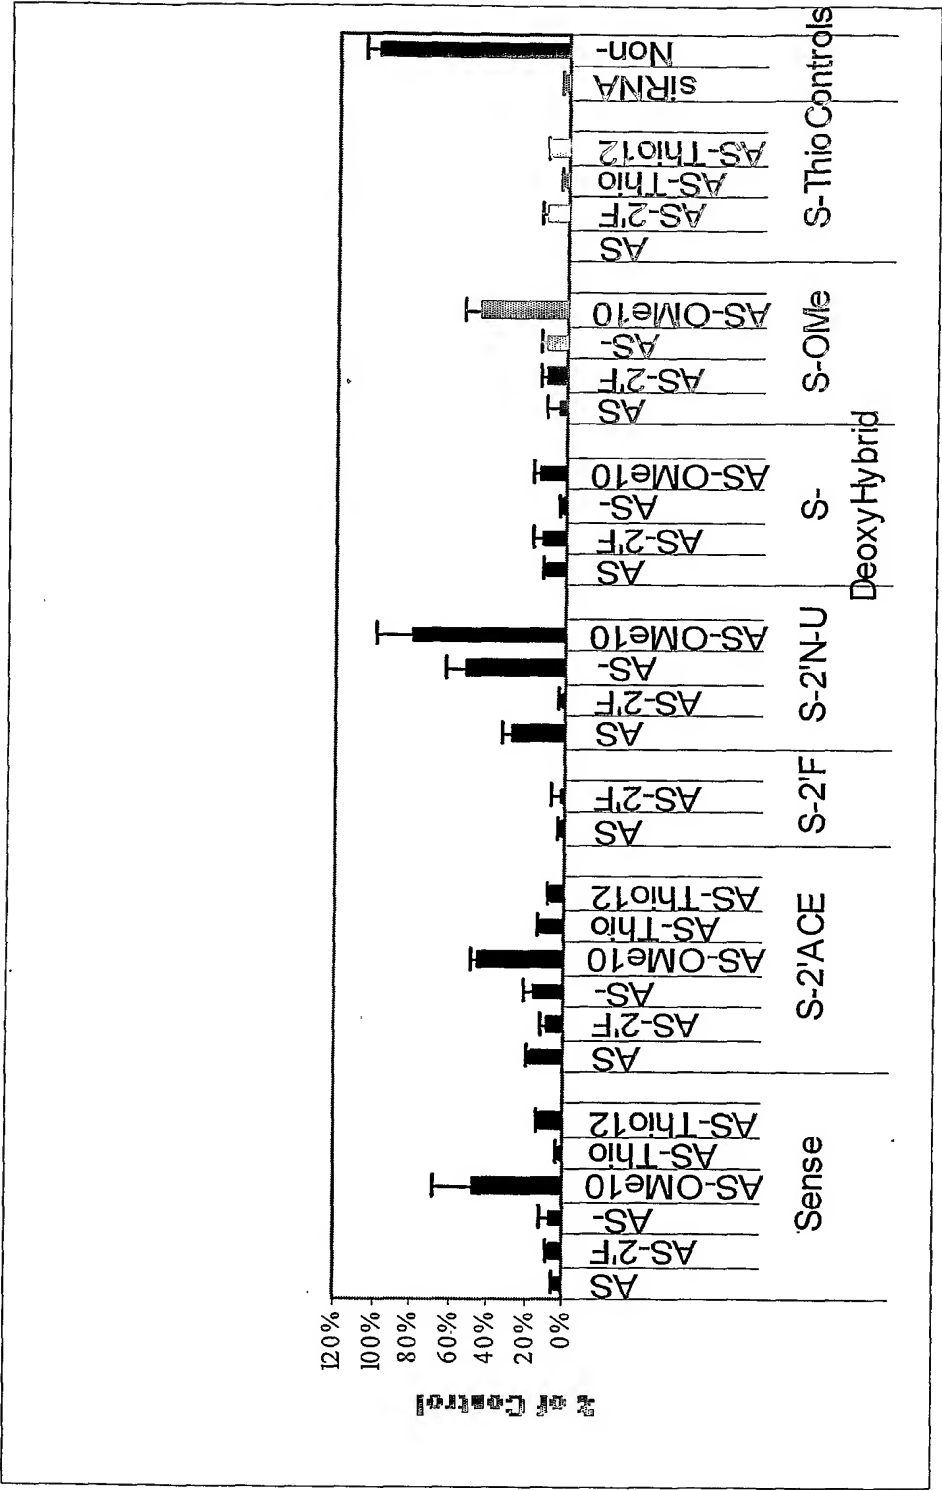 % of Control
120%
100%
80%
60%
40%
20%
0%
AS
AS-2'F
AS-
AS-OMe10
AS-Thio
AS-Thio12
Sense
AS
AS-2'F
AS-
AS-OMe10
AS-Thio
AS-Thio12
S-2'ACE
AS
AS-2'F
S-2'F
AS
AS-2'F
AS-
AS-OMe10
S-2'N-U
AS
AS-2'F
AS-
AS-OMe10
S-
Deoxy Hybrid
AS
AS-2'F
AS-
AS-OMe10
S-OMe
AS
AS-2'F
AS-Thio
AS-Thio12
S-Thio
siRNA
Non-
Controls